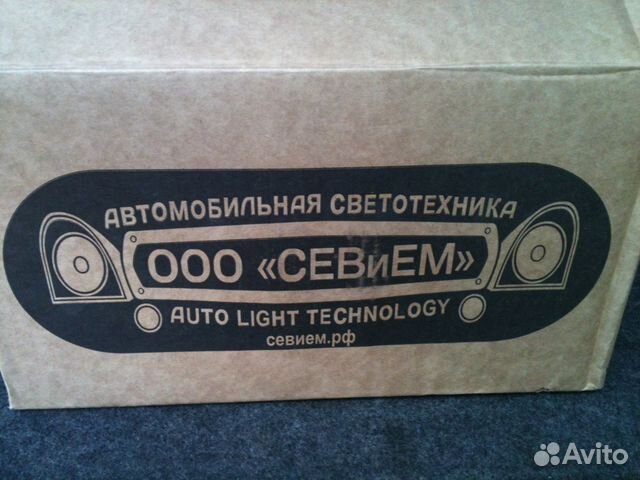 АВТОМОБИЛЬНАЯ СВЕТОТЕХНИКА
ООО «СЕВиЕМ»
AUTO LIGHT TECHNOLOGY
севием.рф
Avito